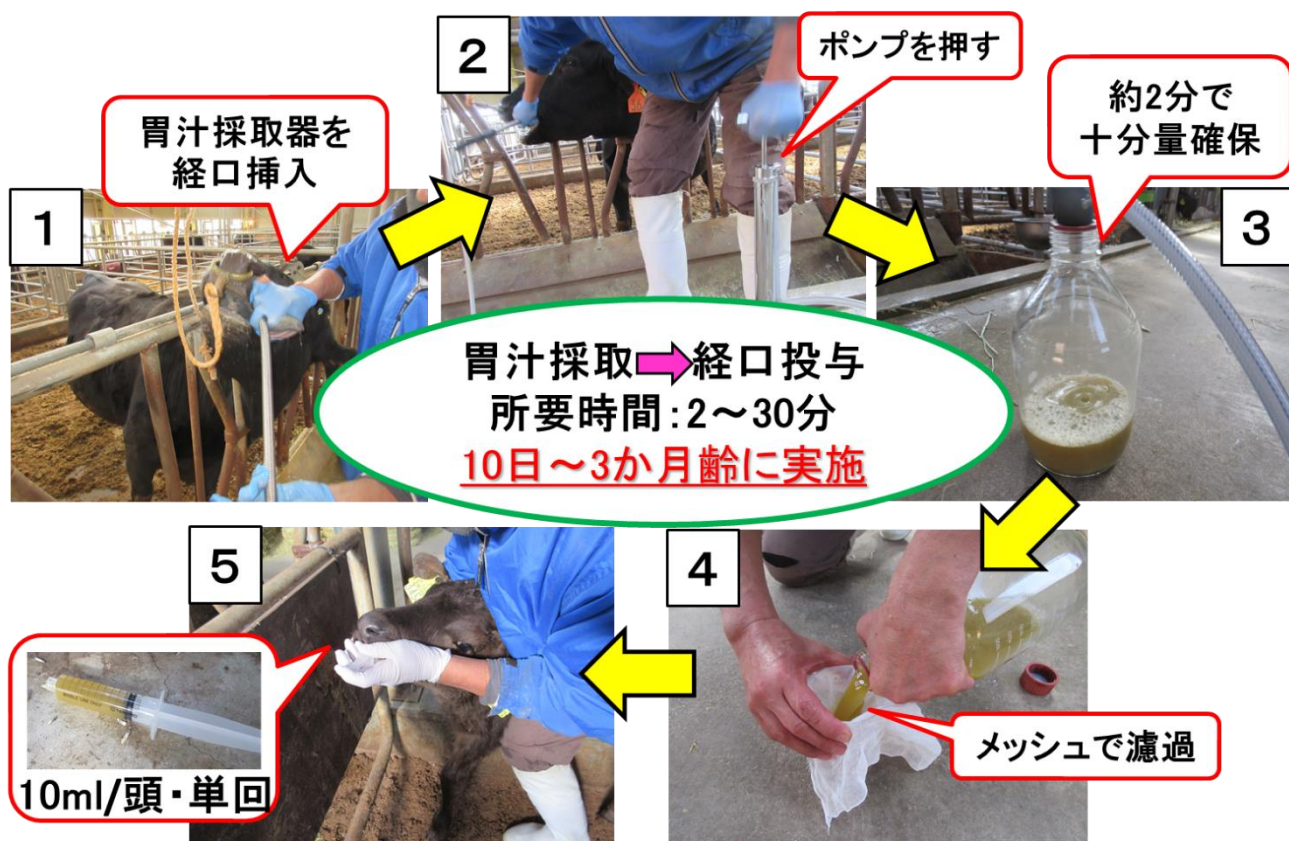 1
胃汁採取器を
経口挿入
2
ポンプを押す
3
約2分で
十分量確保
胃汁採取➡経口投与
所要時間：2～30分
10日～3か月齢に実施
4
メッシュで濾過
5
10ml/頭・単回